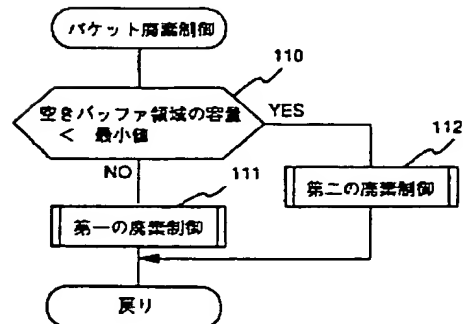 パケット廃棄制御
110
空きバッファ領域の容量
< 最小値
YES
NO
111
112
第一の廃棄制御
第二の廃棄制御
戻り